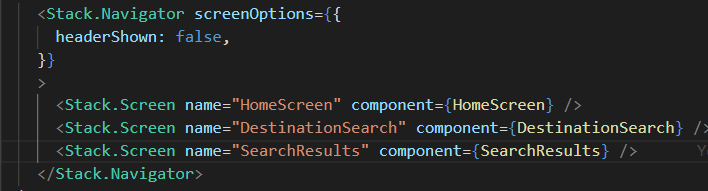 <Stack.Navigator screenOptions={{
headerShown: false,
}}
>
<Stack.Screen name="HomeScreen" component={HomeScreen} />
<Stack.Screen name="DestinationSearch" component={DestinationSearch} />
<Stack.Screen name="SearchResults" component={SearchResults} />
</Stack.Navigator>